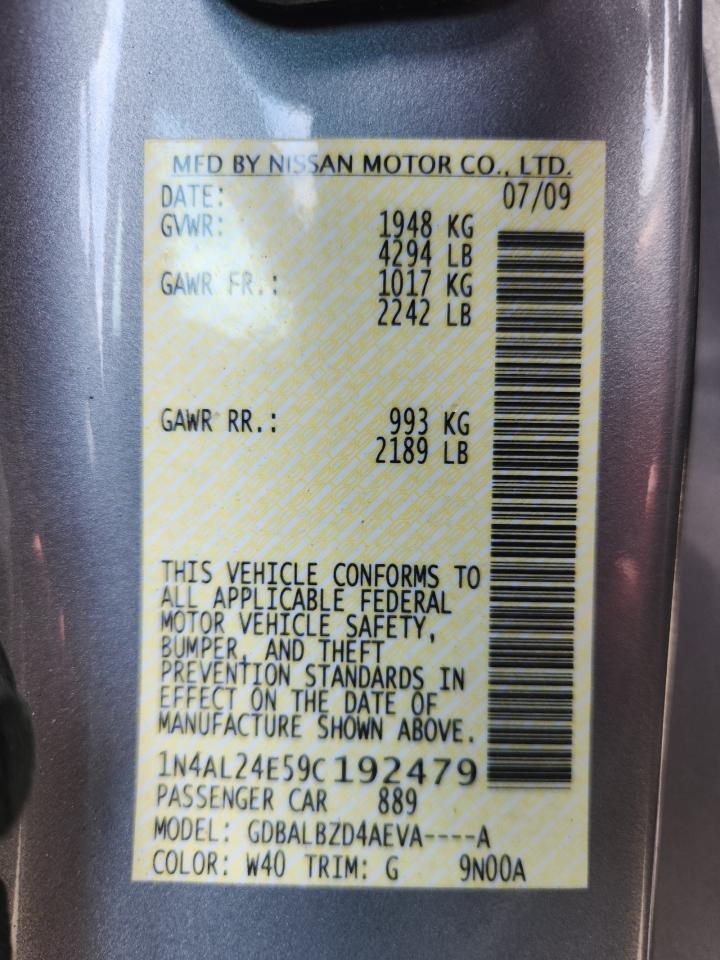 MFD BY NISSAN MOTOR CO., LTD.
DATE: 07/09
GVWR: 1948 KG
4294 LB
GAWR FR.: 1017 KG
2242 LB
GAWR RR.: 993 KG
2189 LB
THIS VEHICLE CONFORMS TO
ALL APPLICABLE FEDERAL
MOTOR VEHICLE SAFETY,
BUMPER, AND THEFT
PREVENTION STANDARDS IN
EFFECT ON THE DATE OF
MANUFACTURE SHOWN ABOVE.
1N4AL24E59C192479
PASSENGER CAR 889
MODEL: GDBALBZD4AEVA----A
COLOR: W40 TRIM: G 9N00A